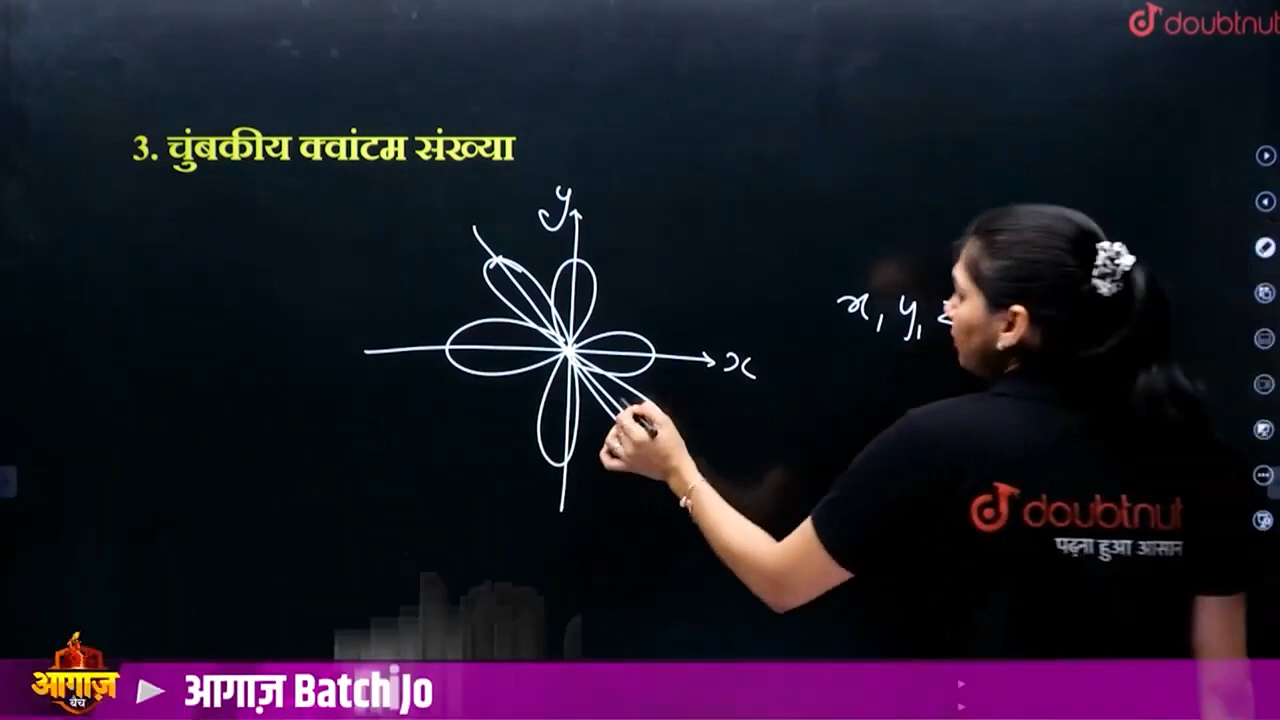 doubtnut
3. चुंबकीय क्वांटम संख्या
y
x, y,
x
doubtnut
पढ़ना हुआ आसान
आगाज़
बैच
आगाज़ Batch Jo